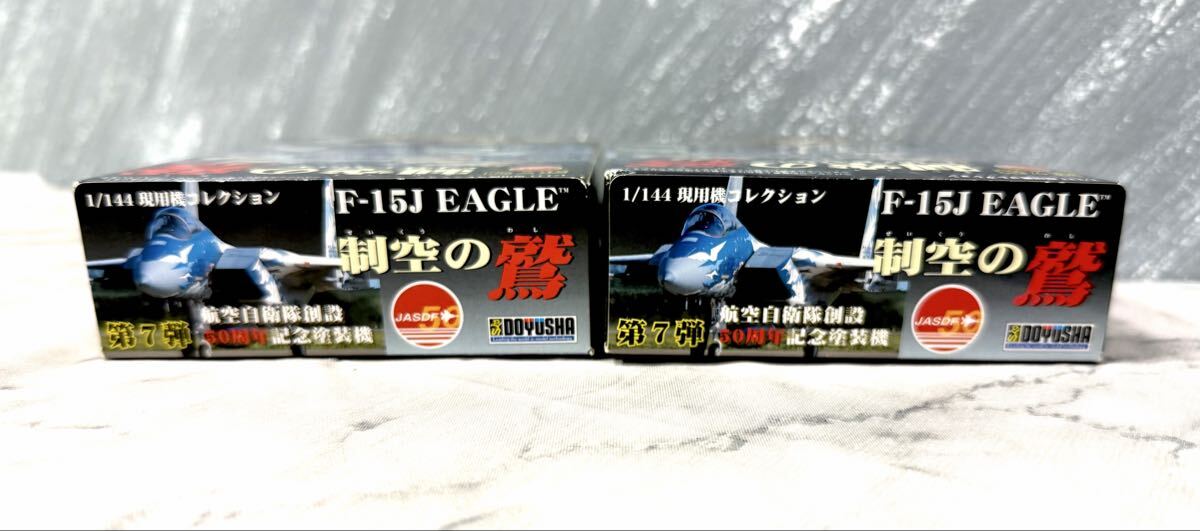 1/144 現用機コレクション
F-15J EAGLE™
せいくう わし
制空の鷲
航空自衛隊創設
第7弾
50周年記念塗装機
JASDF 50
童友社 DOYUSHA
1/144 現用機コレクション
F-15J EAGLE™
せいくう わし
制空の鷲
航空自衛隊創設
第7弾
50周年記念塗装機
JASDF 50
DOYUSHA